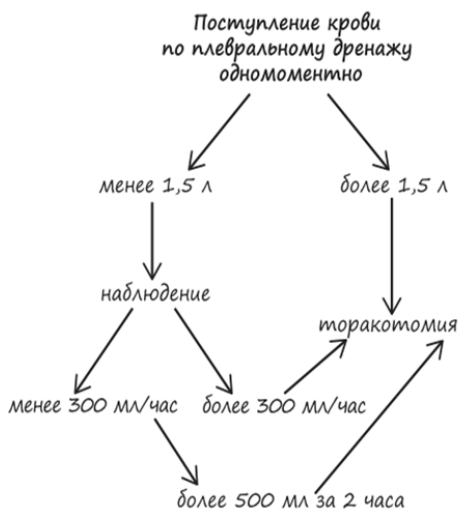 Поступление крови
по плевральному дренажу
одномоментно
менее 1,5 л
более 1,5 л
наблюдение
торакотомия
менее 300 мл/час
более 300 мл/час
более 500 мл за 2 часа